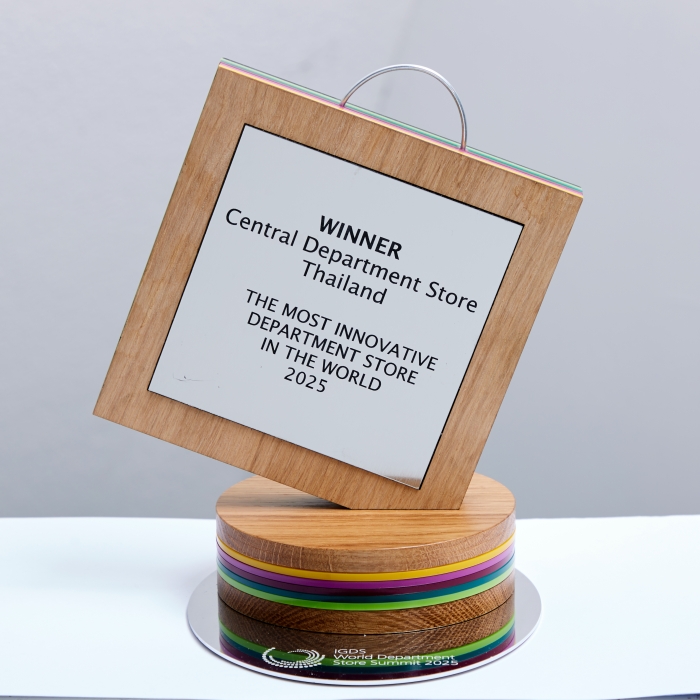 WINNER
Central Department Store
Thailand
THE MOST INNOVATIVE
DEPARTMENT STORE
IN THE WORLD
2025
IGDS
World Department
Store Summit 2025